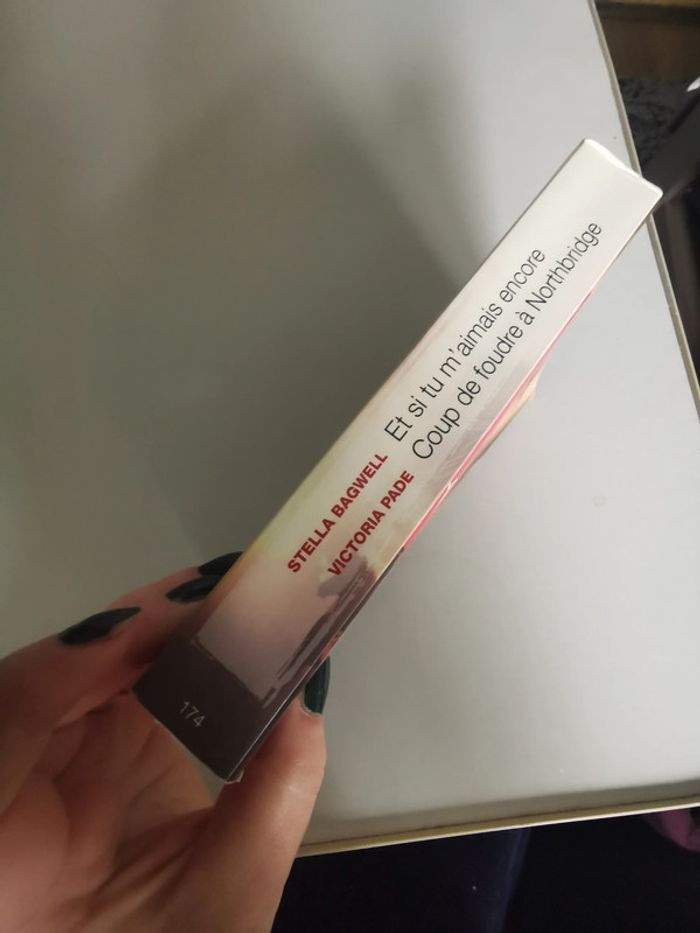 STELLA BAGWELL Et si tu m'aimais encore
VICTORIA PADE Coup de foudre à Northbridge
174